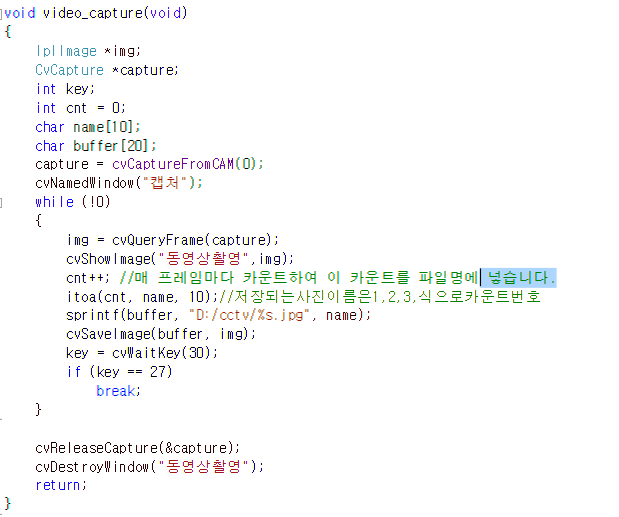 void video_capture(void)
{
IplImage *img;
CvCapture *capture;
int key;
int cnt = 0;
char name[10];
char buffer[20];
capture = cvCaptureFromCAM(0);
cvNamedWindow("캡처");
while (!0)
{
img = cvQueryFrame(capture);
cvShowImage("동영상촬영",img);
cnt++; //매 프레임마다 카운트하여 이 카운트를 파일명에 넣습니다.
itoa(cnt, name, 10);//저장되는사진이름은1,2,3,식으로카운트번호
sprintf(buffer, "D:/cctv/%s.jpg", name);
cvSaveImage(buffer, img);
key = cvWaitKey(30);
if (key == 27)
break;
}
cvReleaseCapture(&capture);
cvDestroyWindow("동영상촬영");
return;
}